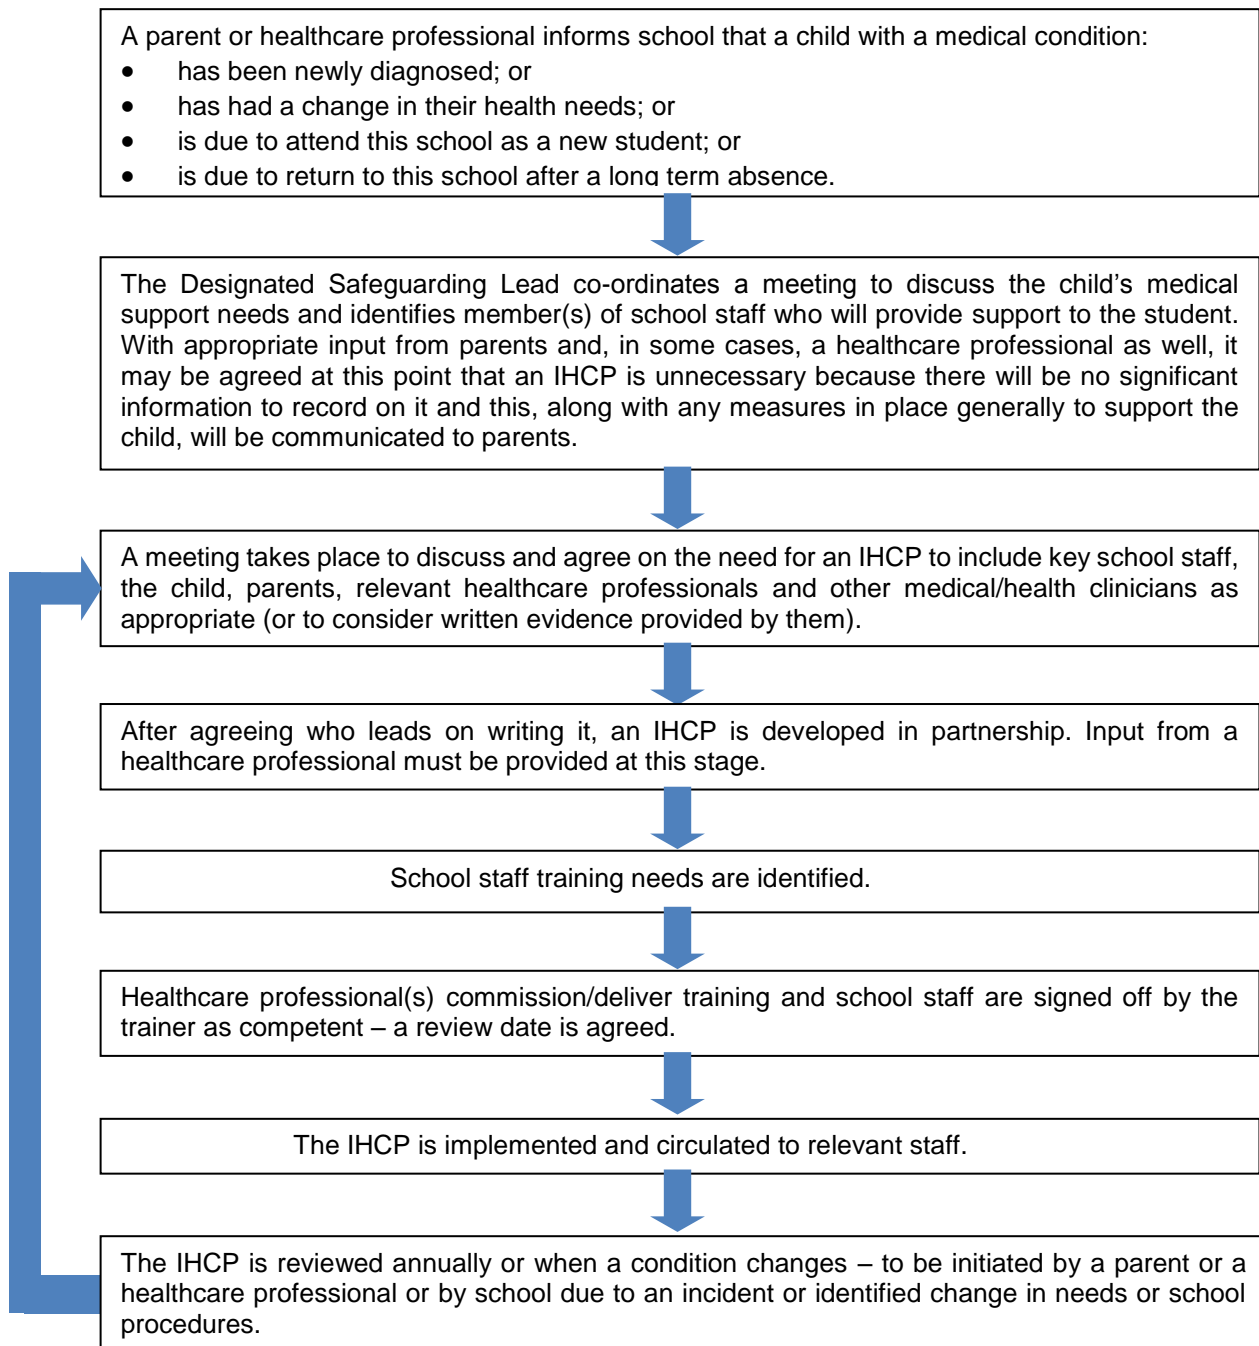 A parent or healthcare professional informs school that a child with a medical condition:
• has been newly diagnosed; or
• has had a change in their health needs; or
• is due to attend this school as a new student; or
• is due to return to this school after a long term absence.
The Designated Safeguarding Lead co-ordinates a meeting to discuss the child’s medical
support needs and identifies member(s) of school staff who will provide support to the student.
With appropriate input from parents and, in some cases, a healthcare professional as well, it
may be agreed at this point that an IHCP is unnecessary because there will be no significant
information to record on it and this, along with any measures in place generally to support the
child, will be communicated to parents.
A meeting takes place to discuss and agree on the need for an IHCP to include key school staff,
the child, parents, relevant healthcare professionals and other medical/health clinicians as
appropriate (or to consider written evidence provided by them).
After agreeing who leads on writing it, an IHCP is developed in partnership. Input from a
healthcare professional must be provided at this stage.
School staff training needs are identified.
Healthcare professional(s) commission/deliver training and school staff are signed off by the
trainer as competent – a review date is agreed.
The IHCP is implemented and circulated to relevant staff.
The IHCP is reviewed annually or when a condition changes – to be initiated by a parent or a
healthcare professional or by school due to an incident or identified change in needs or school
procedures.